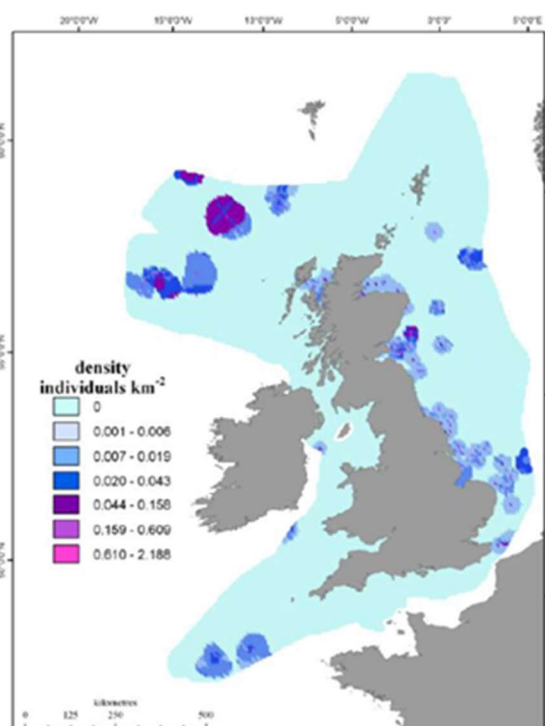 20°0'0"W 15°0'0"W 10°0'0"W 5°0'0"W 0°0'0" 5°0'0"E
density
individuals km⁻²
0
0.001 - 0.006
0.007 - 0.019
0.020 - 0.043
0.044 - 0.158
0.159 - 0.609
0.610 - 2.188
kilometres
0 125 250 500